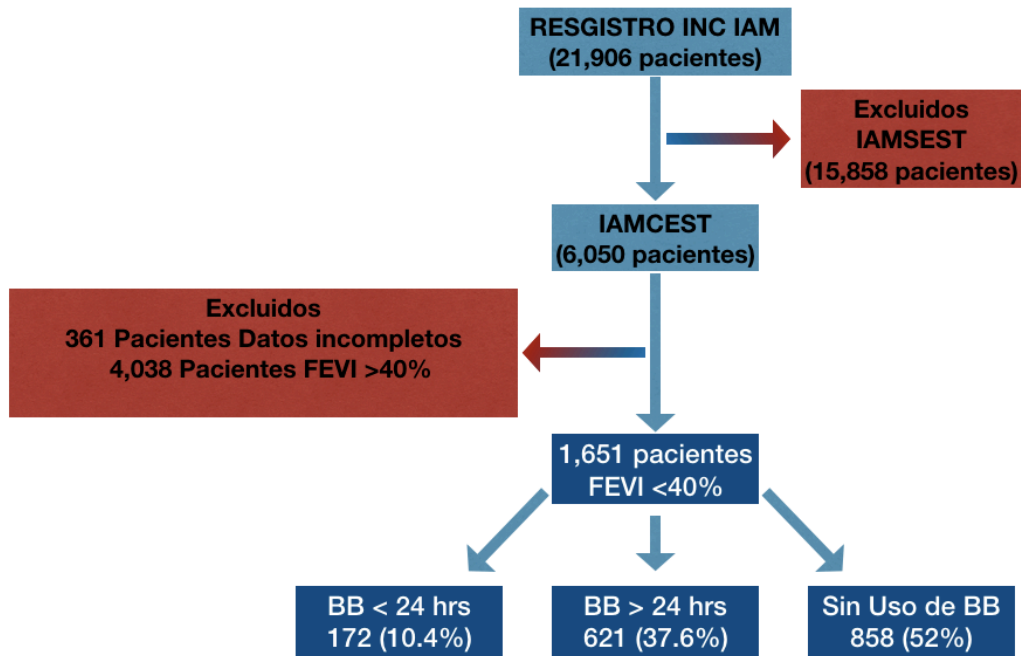 RESGISTRO INC IAM
(21,906 pacientes)
Excluidos
IAMSEST
(15,858 pacientes)
IAMCEST
(6,050 pacientes)
Excluidos
361 Pacientes Datos incompletos
4,038 Pacientes FEVI >40%
1,651 pacientes
FEVI <40%
BB < 24 hrs
172 (10.4%)
BB > 24 hrs
621 (37.6%)
Sin Uso de BB
858 (52%)